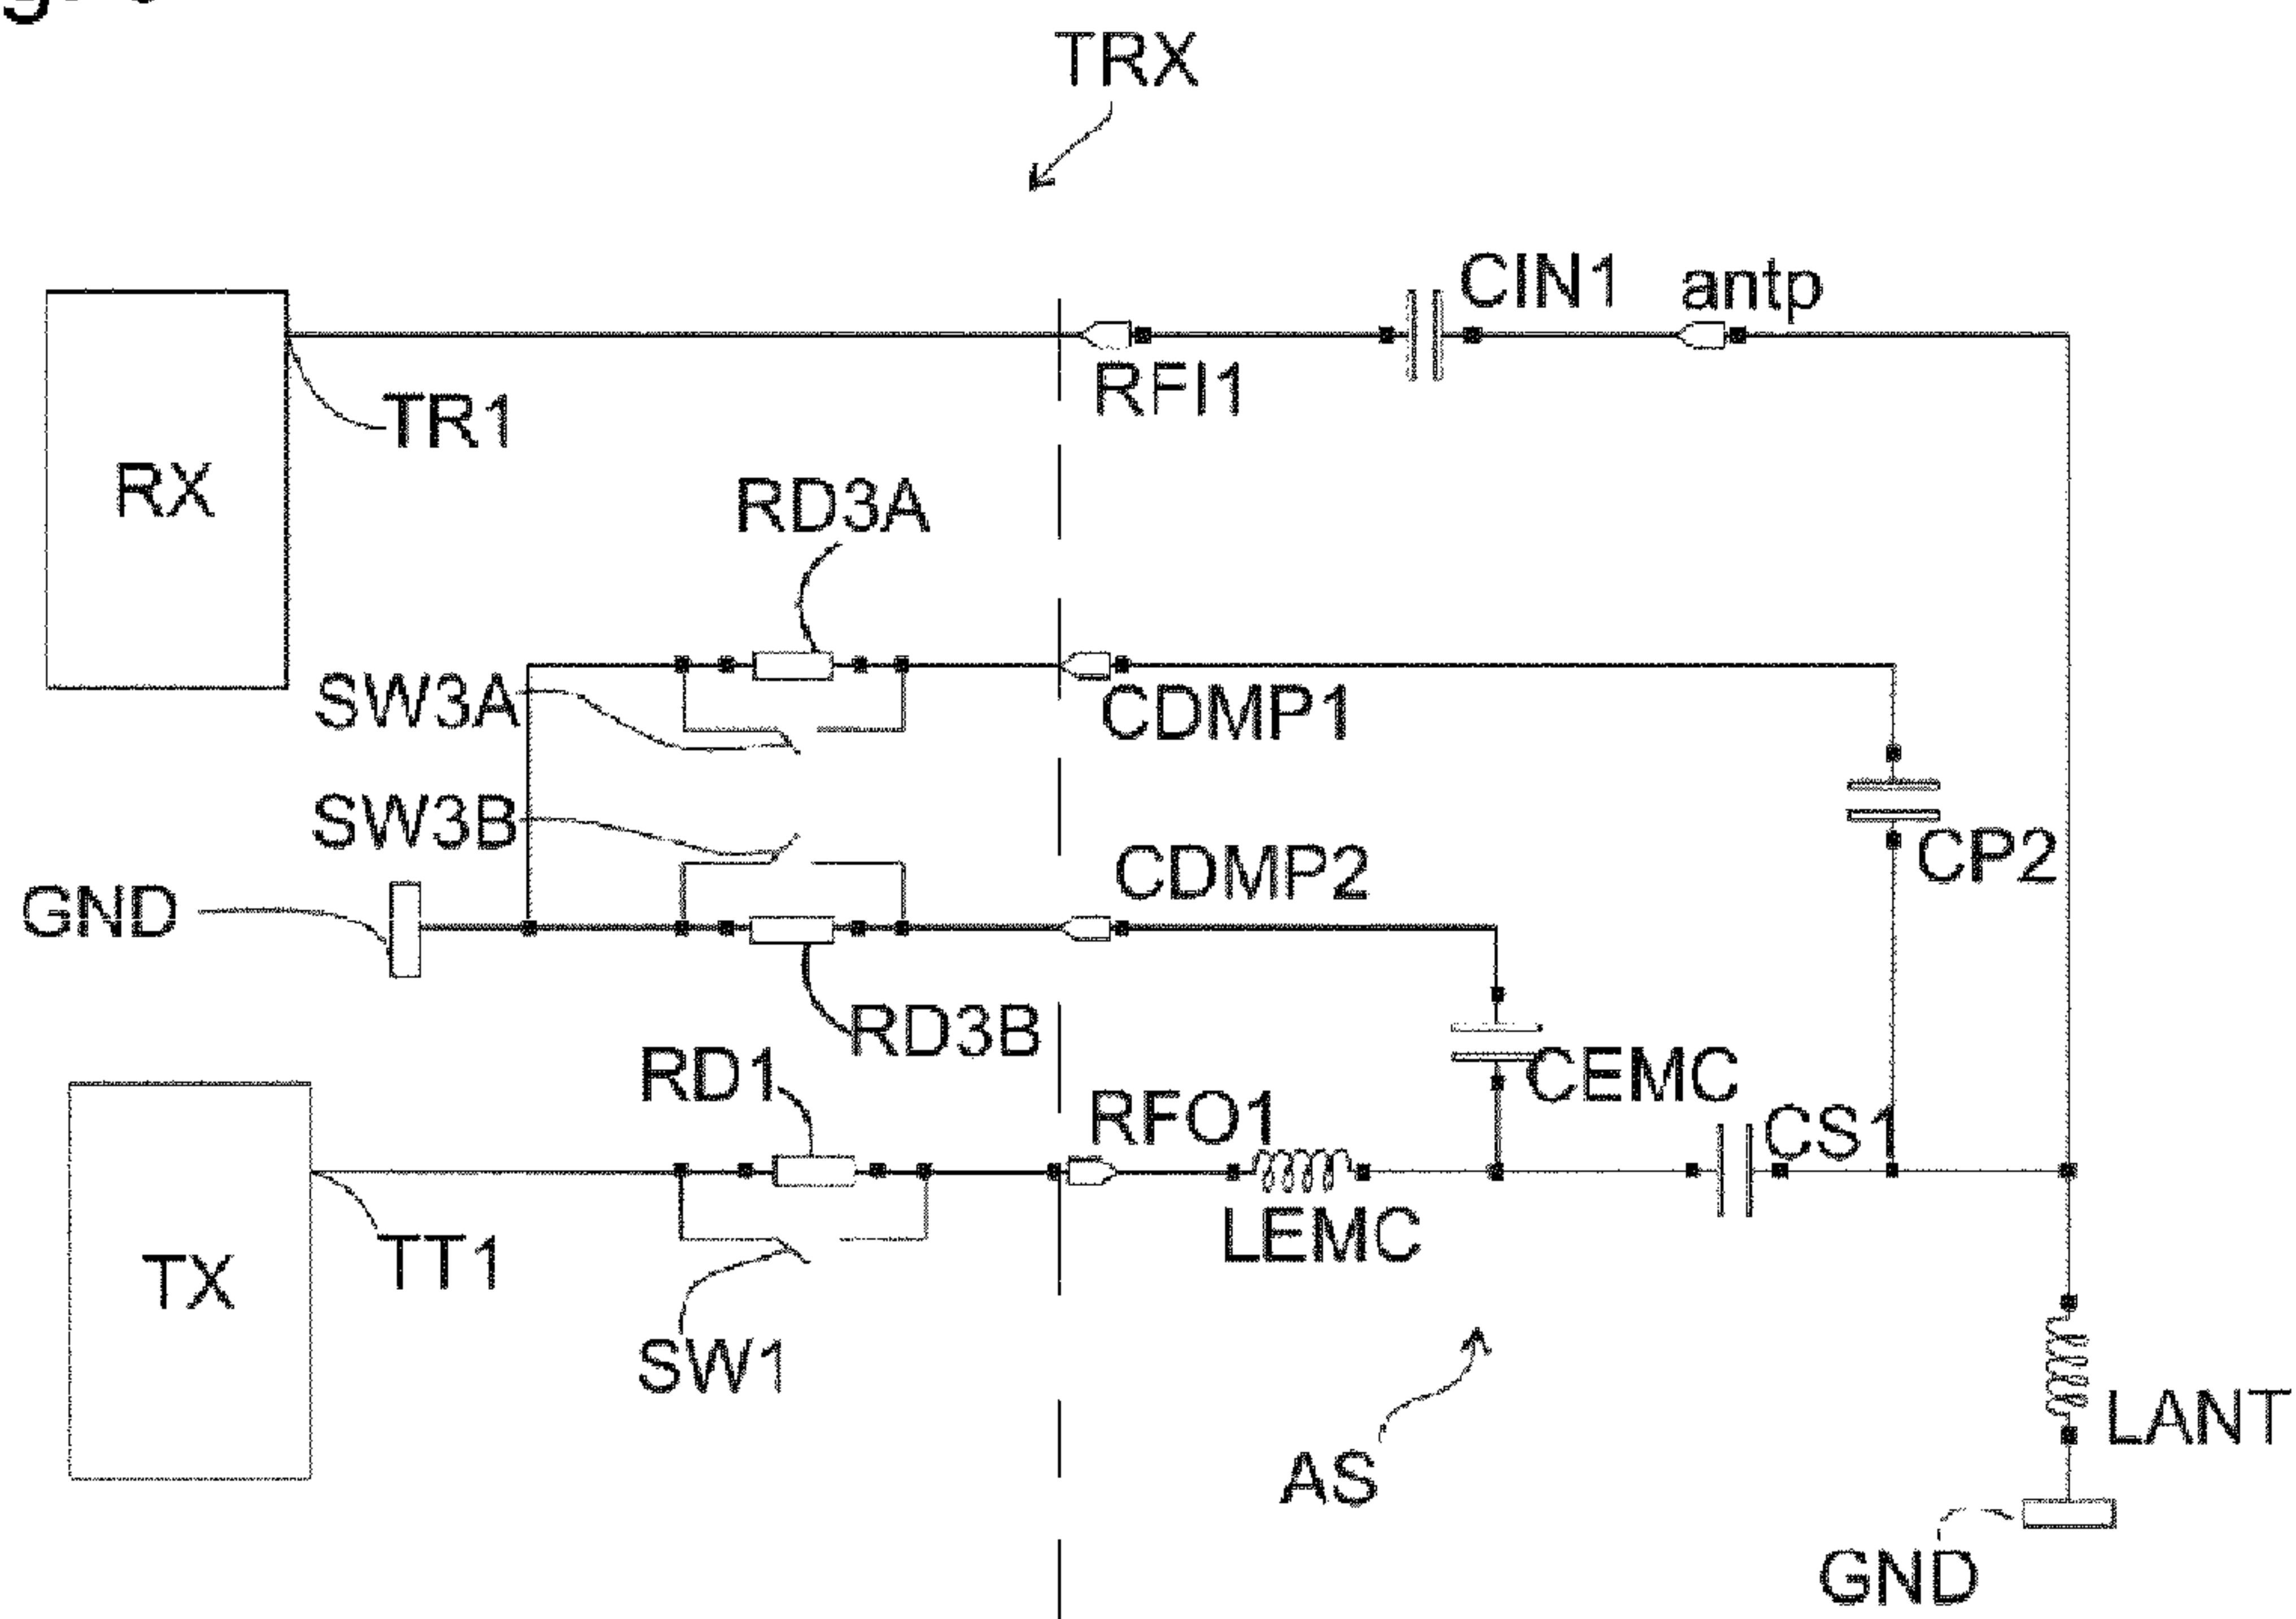 TRX
CIN1 antp
RFI1
TR1
RX
RD3A
SW3A
CDMP1
SW3B
CDMP2
CP2
GND
RD3B
RD1
CEMC
RFO1
CS1
LEMC
TT1
TX
SW1
LANT
AS
GND